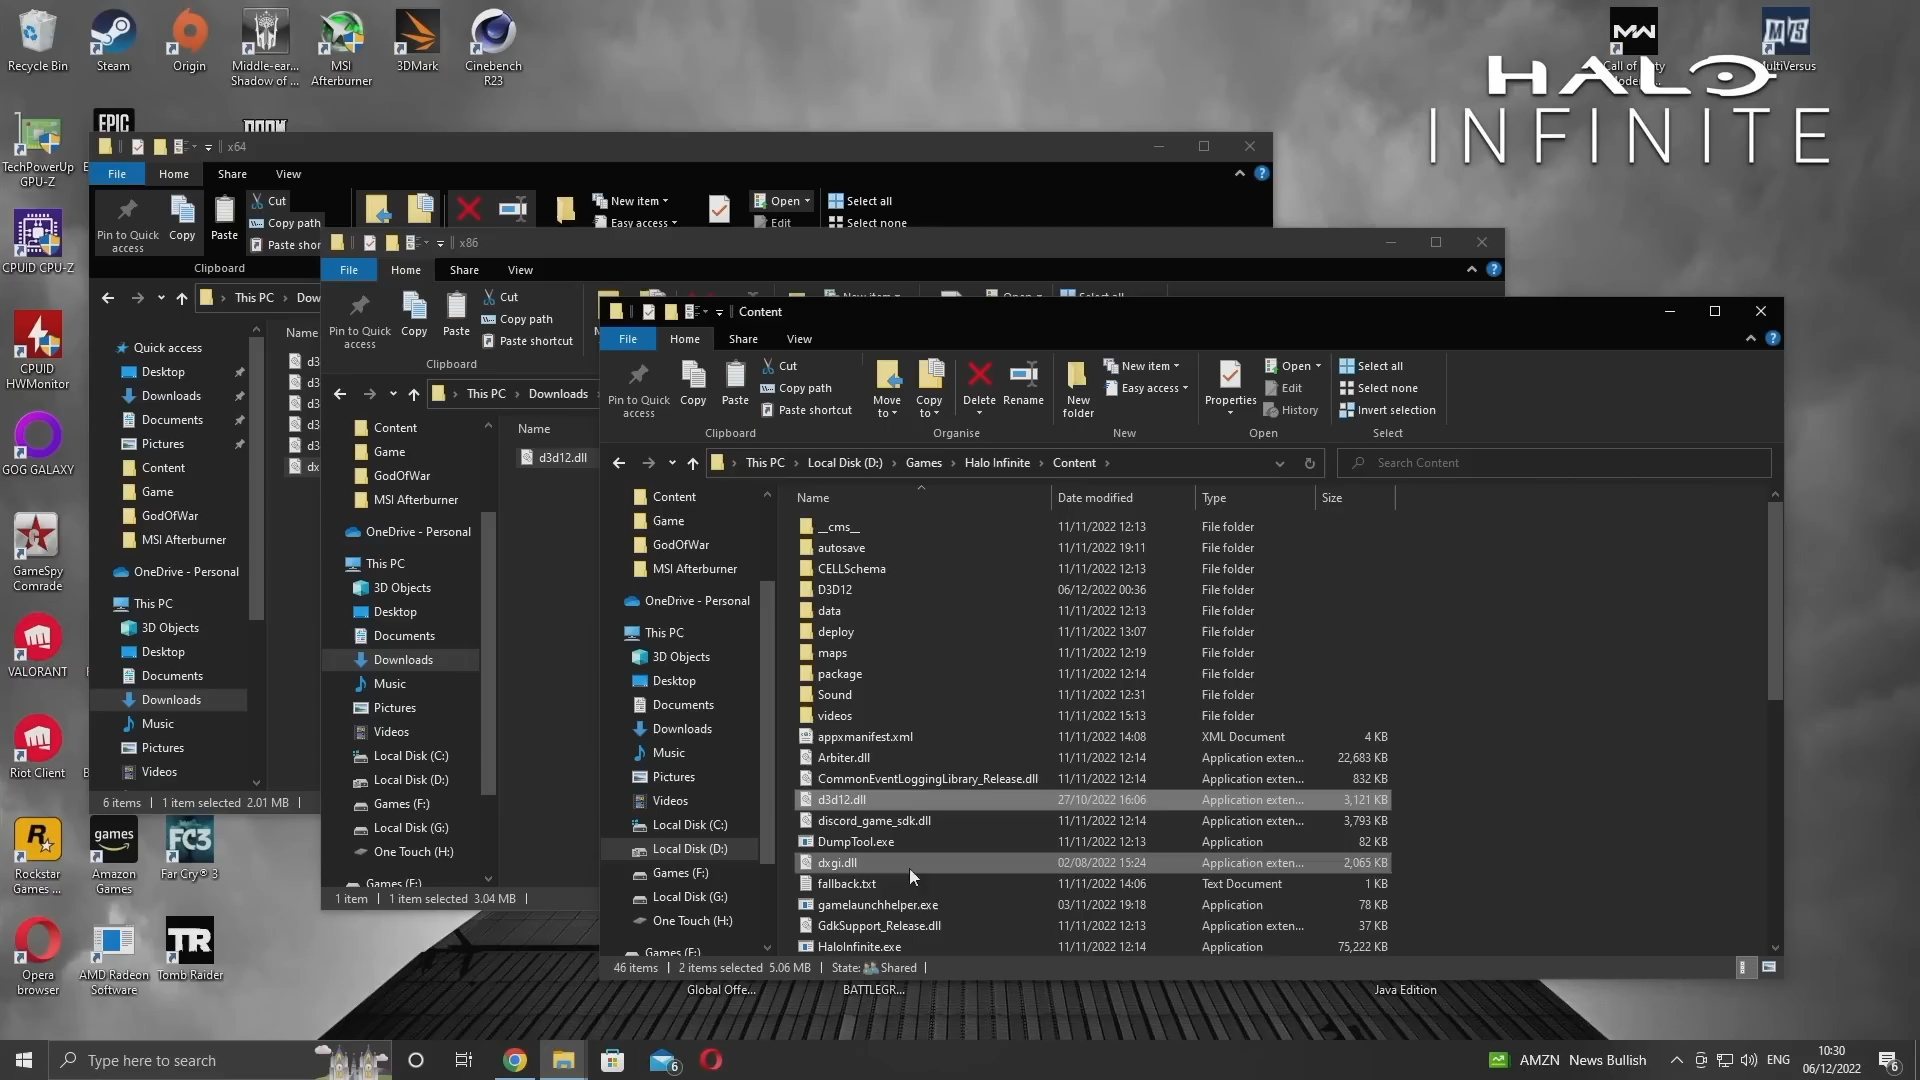 Recycle Bin
Steam
Origin
Middle-ear...
Shadow of ...
MSI
Afterburner
3DMark
Cinebench
R23
MW
Call of Duty
M/S
HALO
INFINITE
TechPowerUp
GPU-Z
EPIC
DOOM
CPUID CPU-Z
CPUID
HWMonitor
GOG GALAXY
GameSpy
Comrade
VALORANT
Riot Client
Rockstar
Games ...
games
Amazon
Games
FC3
Far Cry® 3
Opera
browser
AMD Radeon
Software
TR
Tomb Raider
x64
File
Home
Share
View
Pin to Quick
access
Copy
Paste
Cut
Copy path
Paste shor
Clipboard
New item
Easy access
Open
Edit
Select all
Select none
This PC
Dow
Name
Quick access
Desktop
Downloads
Documents
Pictures
Content
Game
GodOfWar
MSI Afterburner
OneDrive - Personal
This PC
3D Objects
Desktop
Documents
Downloads
Music
Pictures
Videos
d3
d3
d3
d3
d3
dx
6 items
1 item selected 2.01 MB
x86
File
Home
Share
View
Pin to Quick
access
Copy
Paste
Cut
Copy path
Paste shortcut
Clipboard
This PC
Downloads
Name
d3d12.dll
Content
Game
GodOfWar
MSI Afterburner
OneDrive - Personal
This PC
3D Objects
Desktop
Documents
Downloads
Music
Pictures
Videos
Local Disk (C:)
Local Disk (D:)
Games (F:)
Local Disk (G:)
One Touch (H:)
Games (F:)
1 item
1 item selected 3.04 MB
Content
File
Home
Share
View
Pin to Quick
access
Copy
Paste
Cut
Copy path
Paste shortcut
Clipboard
Move
to
Copy
to
Delete
Rename
Organise
New
folder
New item
Easy access
New
Properties
Open
Edit
History
Open
Select all
Select none
Invert selection
Select
This PC
Local Disk (D:)
Games
Halo Infinite
Content
Search Content
Content
Game
GodOfWar
MSI Afterburner
OneDrive - Personal
This PC
3D Objects
Desktop
Documents
Downloads
Music
Pictures
Videos
Local Disk (C:)
Local Disk (D:)
Games (F:)
Local Disk (G:)
One Touch (H:)
Games (F:)
Name Date modified Type Size
__cms__ 11/11/2022 12:13 File folder
autosave 11/11/2022 19:11 File folder
CELLSchema 11/11/2022 12:13 File folder
D3D12 06/12/2022 00:36 File folder
data 11/11/2022 12:13 File folder
deploy 11/11/2022 13:07 File folder
maps 11/11/2022 12:19 File folder
package 11/11/2022 12:14 File folder
Sound 11/11/2022 12:31 File folder
videos 11/11/2022 15:13 File folder
appxmanifest.xml 11/11/2022 14:08 XML Document 4 KB
Arbiter.dll 11/11/2022 12:14 Application exten... 22,683 KB
CommonEventLoggingLibrary_Release.dll 11/11/2022 12:14 Application exten... 832 KB
d3d12.dll 27/10/2022 16:06 Application exten... 3,121 KB
discord_game_sdk.dll 11/11/2022 12:14 Application exten... 3,793 KB
DumpTool.exe 11/11/2022 12:13 Application 82 KB
dxgi.dll 02/08/2022 15:24 Application exten... 2,065 KB
fallback.txt 11/11/2022 14:06 Text Document 1 KB
gamelaunchhelper.exe 03/11/2022 19:18 Application 78 KB
GdkSupport_Release.dll 11/11/2022 12:13 Application exten... 37 KB
HaloInfinite.exe 11/11/2022 12:14 Application 75,222 KB
46 items
2 items selected 5.06 MB
State: Shared
Global Offe...
BATTLEGR...
Java Edition
Type here to search
6
AMZN
News Bullish
ENG
10:30
06/12/2022
6